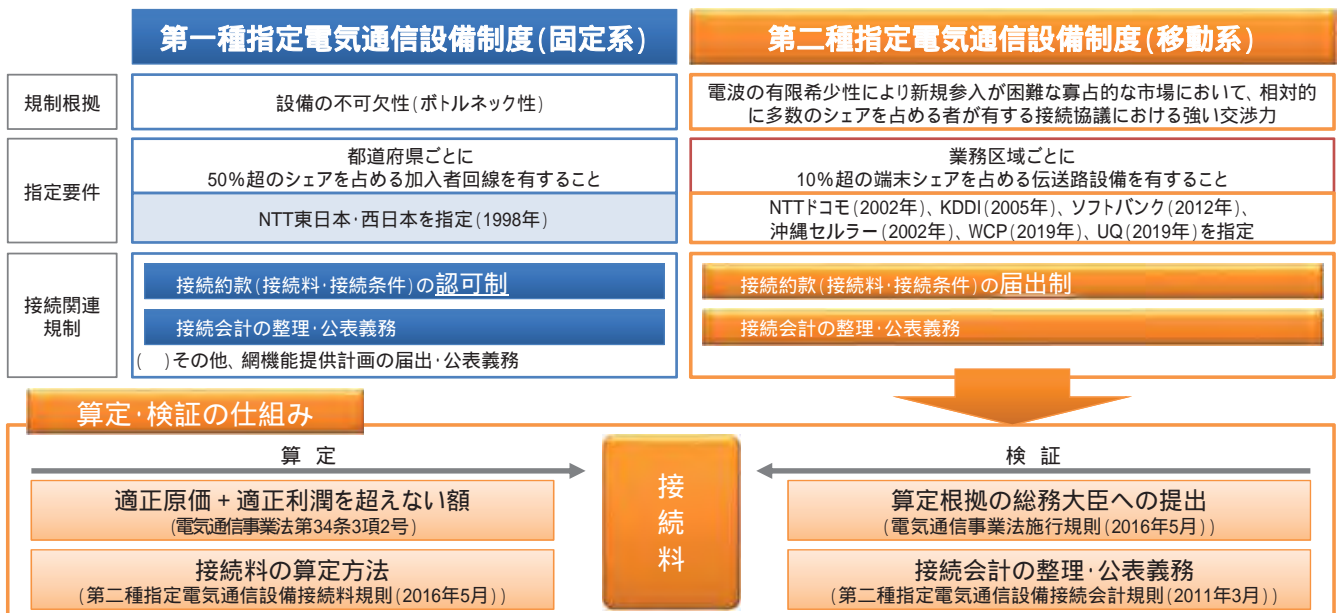 第一種指定電気通信設備制度(固定系)
第二種指定電気通信設備制度(移動系)
規制根拠
設備の不可欠性(ボトルネック性)
電波の有限希少性により新規参入が困難な寡占的な市場において、相対的
に多数のシェアを占める者が有する接続協議における強い交渉力
指定要件
都道府県ごとに
50%超のシェアを占める加入者回線を有すること
業務区域ごとに
10%超の端末シェアを占める伝送路設備を有すること
NTT東日本・西日本を指定(1998年)
NTTドコモ(2002年)、KDDI(2005年)、ソフトバンク(2012年)、
沖縄セルラー(2002年)、WCP(2019年)、UQ(2019年)を指定
接続関連
規制
接続約款(接続料・接続条件)の認可制
接続会計の整理・公表義務
( )その他、網機能提供計画の届出・公表義務
接続約款(接続料・接続条件)の届出制
接続会計の整理・公表義務
算定・検証の仕組み
算 定
適正原価+適正利潤を超えない額
(電気通信事業法第34条3項2号)
接続料の算定方法
(第二種指定電気通信設備接続料規則(2016年5月))
接続料
検 証
算定根拠の総務大臣への提出
(電気通信事業法施行規則(2016年5月))
接続会計の整理・公表義務
(第二種指定電気通信設備接続会計規則(2011年3月))